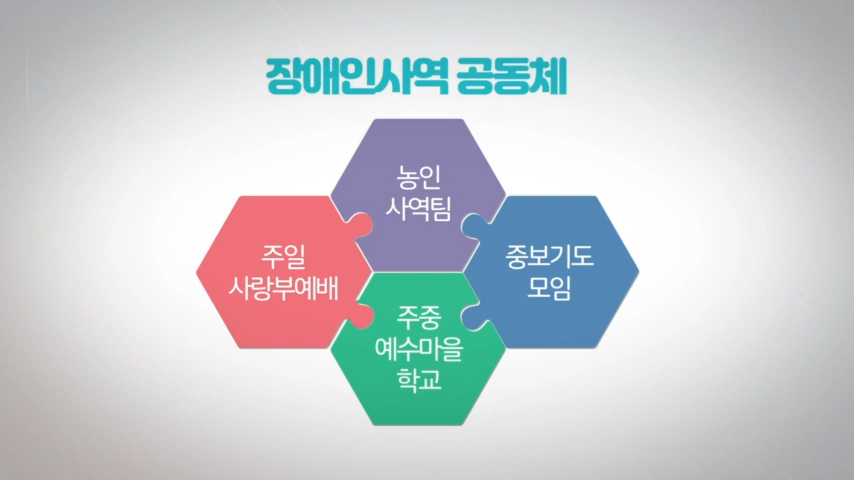 장애인사역 공동체
농인
사역팀
주일
사랑부예배
중보기도
모임
주중
예수마을
학교